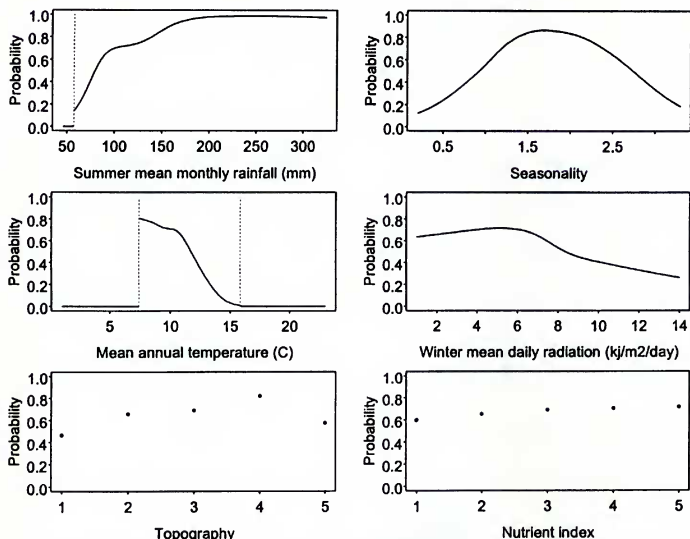 Probability
1.0
0.8
0.6
0.4
0.2
0.0
50 100 150 200 250 300
Summer mean monthly rainfall (mm)
Probability
1.0
0.8
0.6
0.4
0.2
0.0
0.5 1.5 2.5
Seasonality
Probability
1.0
0.8
0.6
0.4
0.2
0.0
5 10 15 20
Mean annual temperature (C)
Probability
1.0
0.8
0.6
0.4
0.2
0.0
2 4 6 8 10 12 14
Winter mean daily radiation (kj/m2/day)
Probability
1.0
0.8
0.6
0.4
0.2
0.0
1 2 3 4 5
Topography
Probability
1.0
0.8
0.6
0.4
0.2
0.0
1 2 3 4 5
Nutrient index